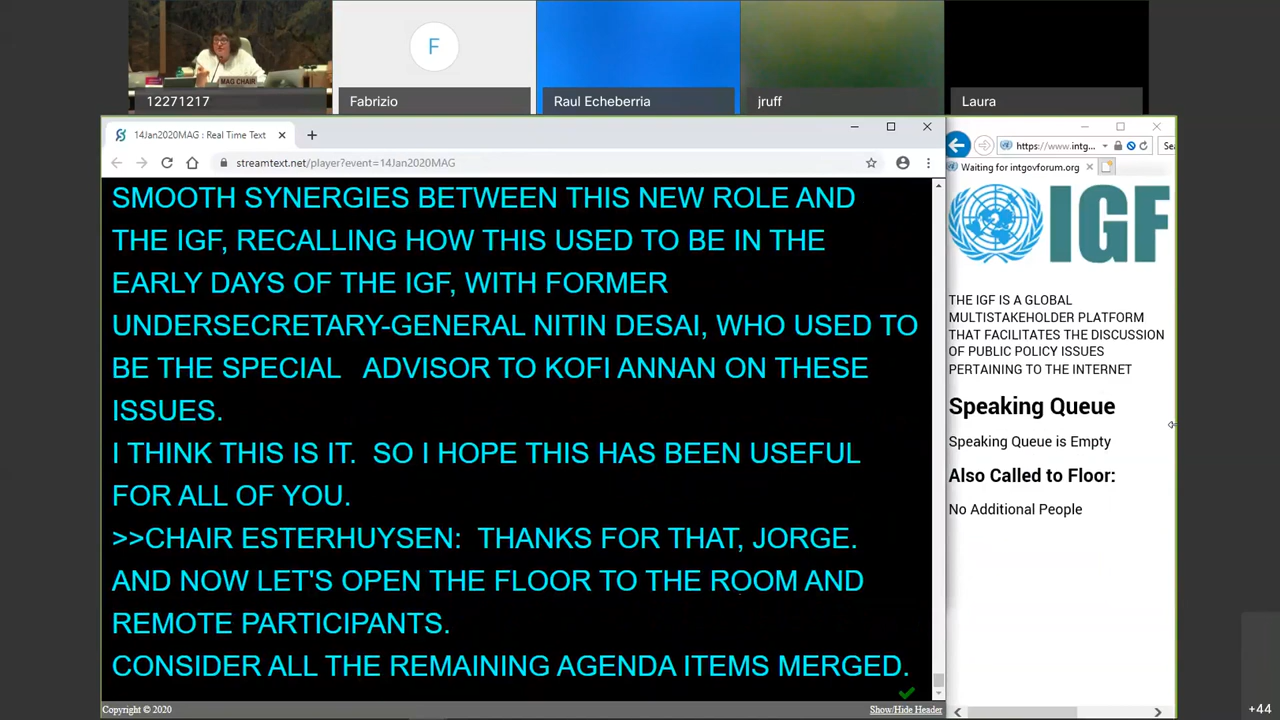 MAG CHAIR
12271217
F
Fabrizio
Raul Echeberria
jruff
Laura
14Jan2020MAG : Real Time Text
streamtext.net/player?event=14Jan2020MAG
SMOOTH SYNERGIES BETWEEN THIS NEW ROLE AND
THE IGF, RECALLING HOW THIS USED TO BE IN THE
EARLY DAYS OF THE IGF, WITH FORMER
UNDERSECRETARY-GENERAL NITIN DESAI, WHO USED TO
BE THE SPECIAL   ADVISOR TO KOFI ANNAN ON THESE
ISSUES.
I THINK THIS IS IT.  SO I HOPE THIS HAS BEEN USEFUL
FOR ALL OF YOU.
>>CHAIR ESTERHUYSEN:  THANKS FOR THAT, JORGE.
AND NOW LET'S OPEN THE FLOOR TO THE ROOM AND
REMOTE PARTICIPANTS.
CONSIDER ALL THE REMAINING AGENDA ITEMS MERGED.
Copyright © 2020
Show/Hide Header
https://www.intg...
Sea
Waiting for intgovforum.org
IGF
THE IGF IS A GLOBAL
MULTISTAKEHOLDER PLATFORM
THAT FACILITATES THE DISCUSSION
OF PUBLIC POLICY ISSUES
PERTAINING TO THE INTERNET
Speaking Queue
Speaking Queue is Empty
Also Called to Floor:
No Additional People
+44